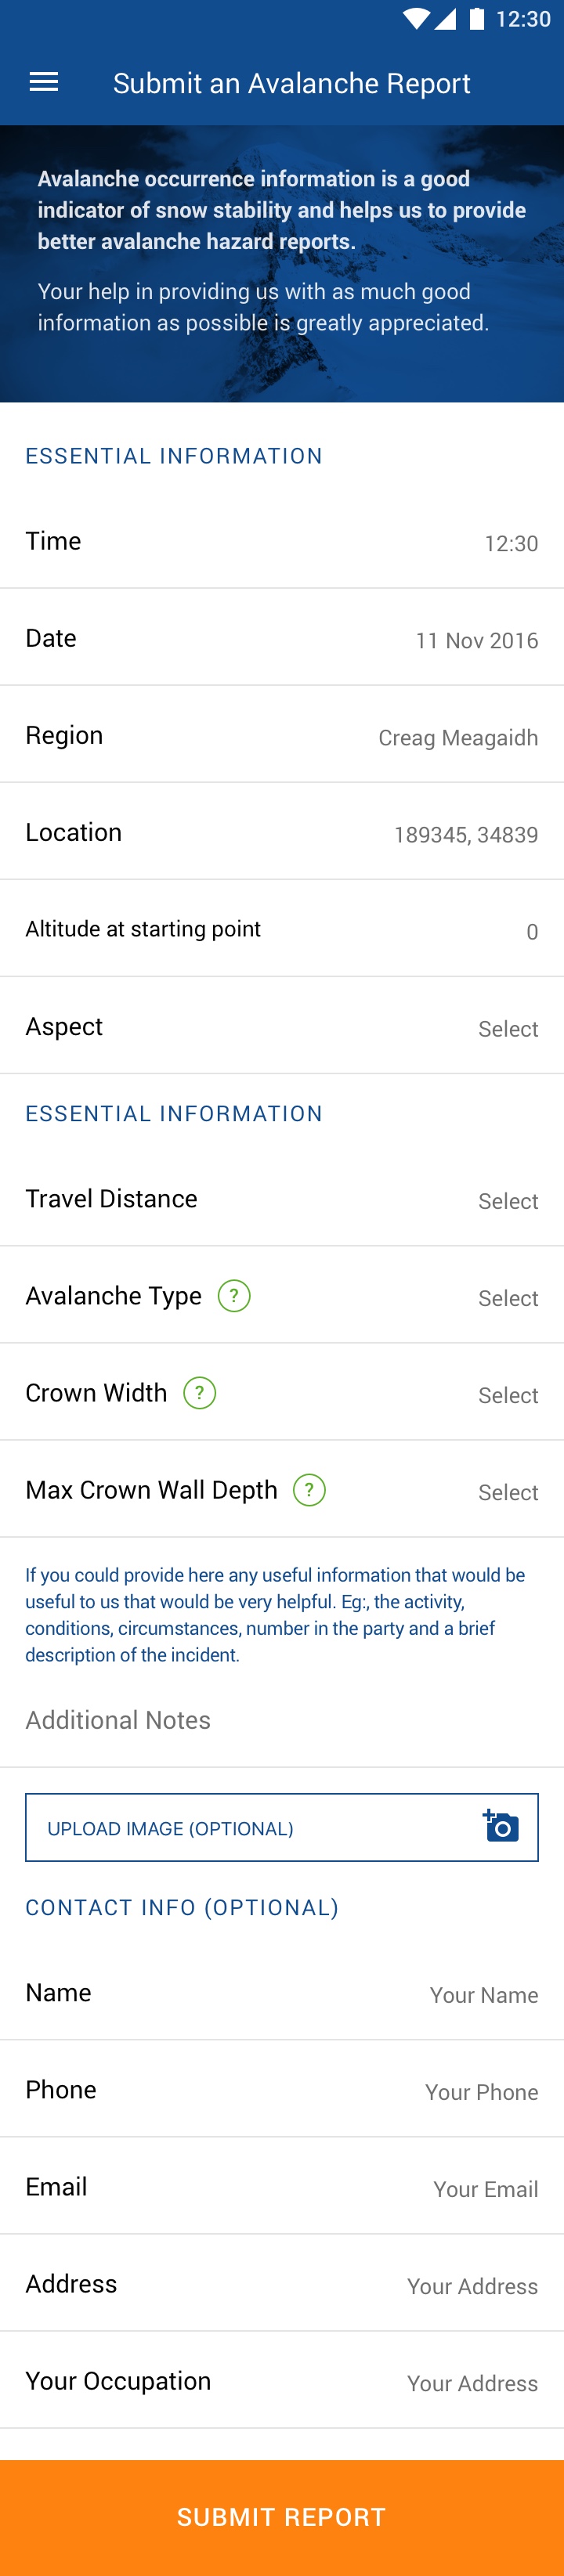 12:30
Submit an Avalanche Report
Avalanche occurrence information is a good
indicator of snow stability and helps us to provide
better avalanche hazard reports.
Your help in providing us with as much good
information as possible is greatly appreciated.
ESSENTIAL INFORMATION
Time 12:30
Date 11 Nov 2016
Region Creag Meagaidh
Location 189345, 34839
Altitude at starting point 0
Aspect Select
ESSENTIAL INFORMATION
Travel Distance Select
Avalanche Type ? Select
Crown Width ? Select
Max Crown Wall Depth ? Select
If you could provide here any useful information that would be
useful to us that would be very helpful. Eg:, the activity,
conditions, circumstances, number in the party and a brief
description of the incident.
Additional Notes
UPLOAD IMAGE (OPTIONAL)
CONTACT INFO (OPTIONAL)
Name Your Name
Phone Your Phone
Email Your Email
Address Your Address
Your Occupation Your Address
SUBMIT REPORT